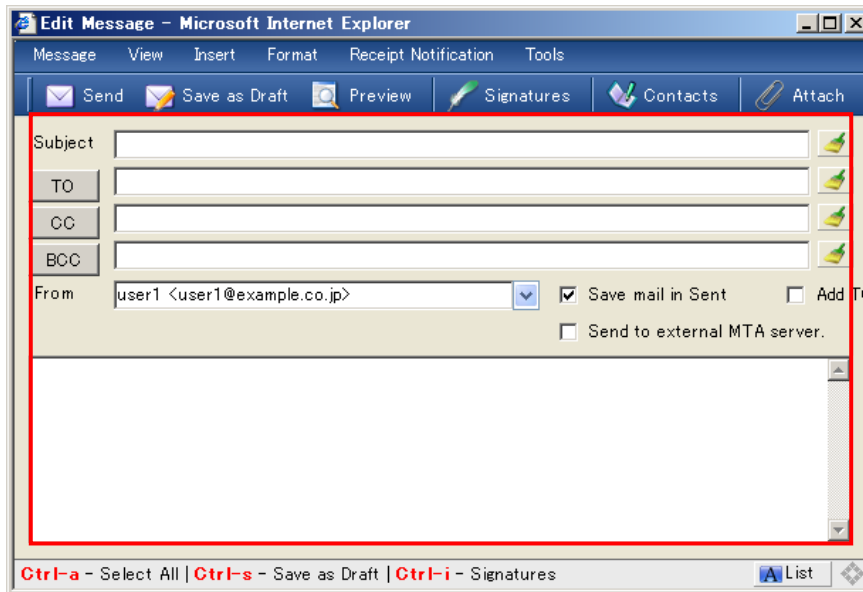 Edit Message - Microsoft Internet Explorer
Message View Insert Format Receipt Notification Tools
Send Save as Draft Preview Signatures Contacts Attach
Subject
TO
CC
BCC
From user1 <user1@example.co.jp> Save mail in Sent Add
Send to external MTA server.
Ctrl-a - Select All | Ctrl-s - Save as Draft | Ctrl-i - Signatures A List